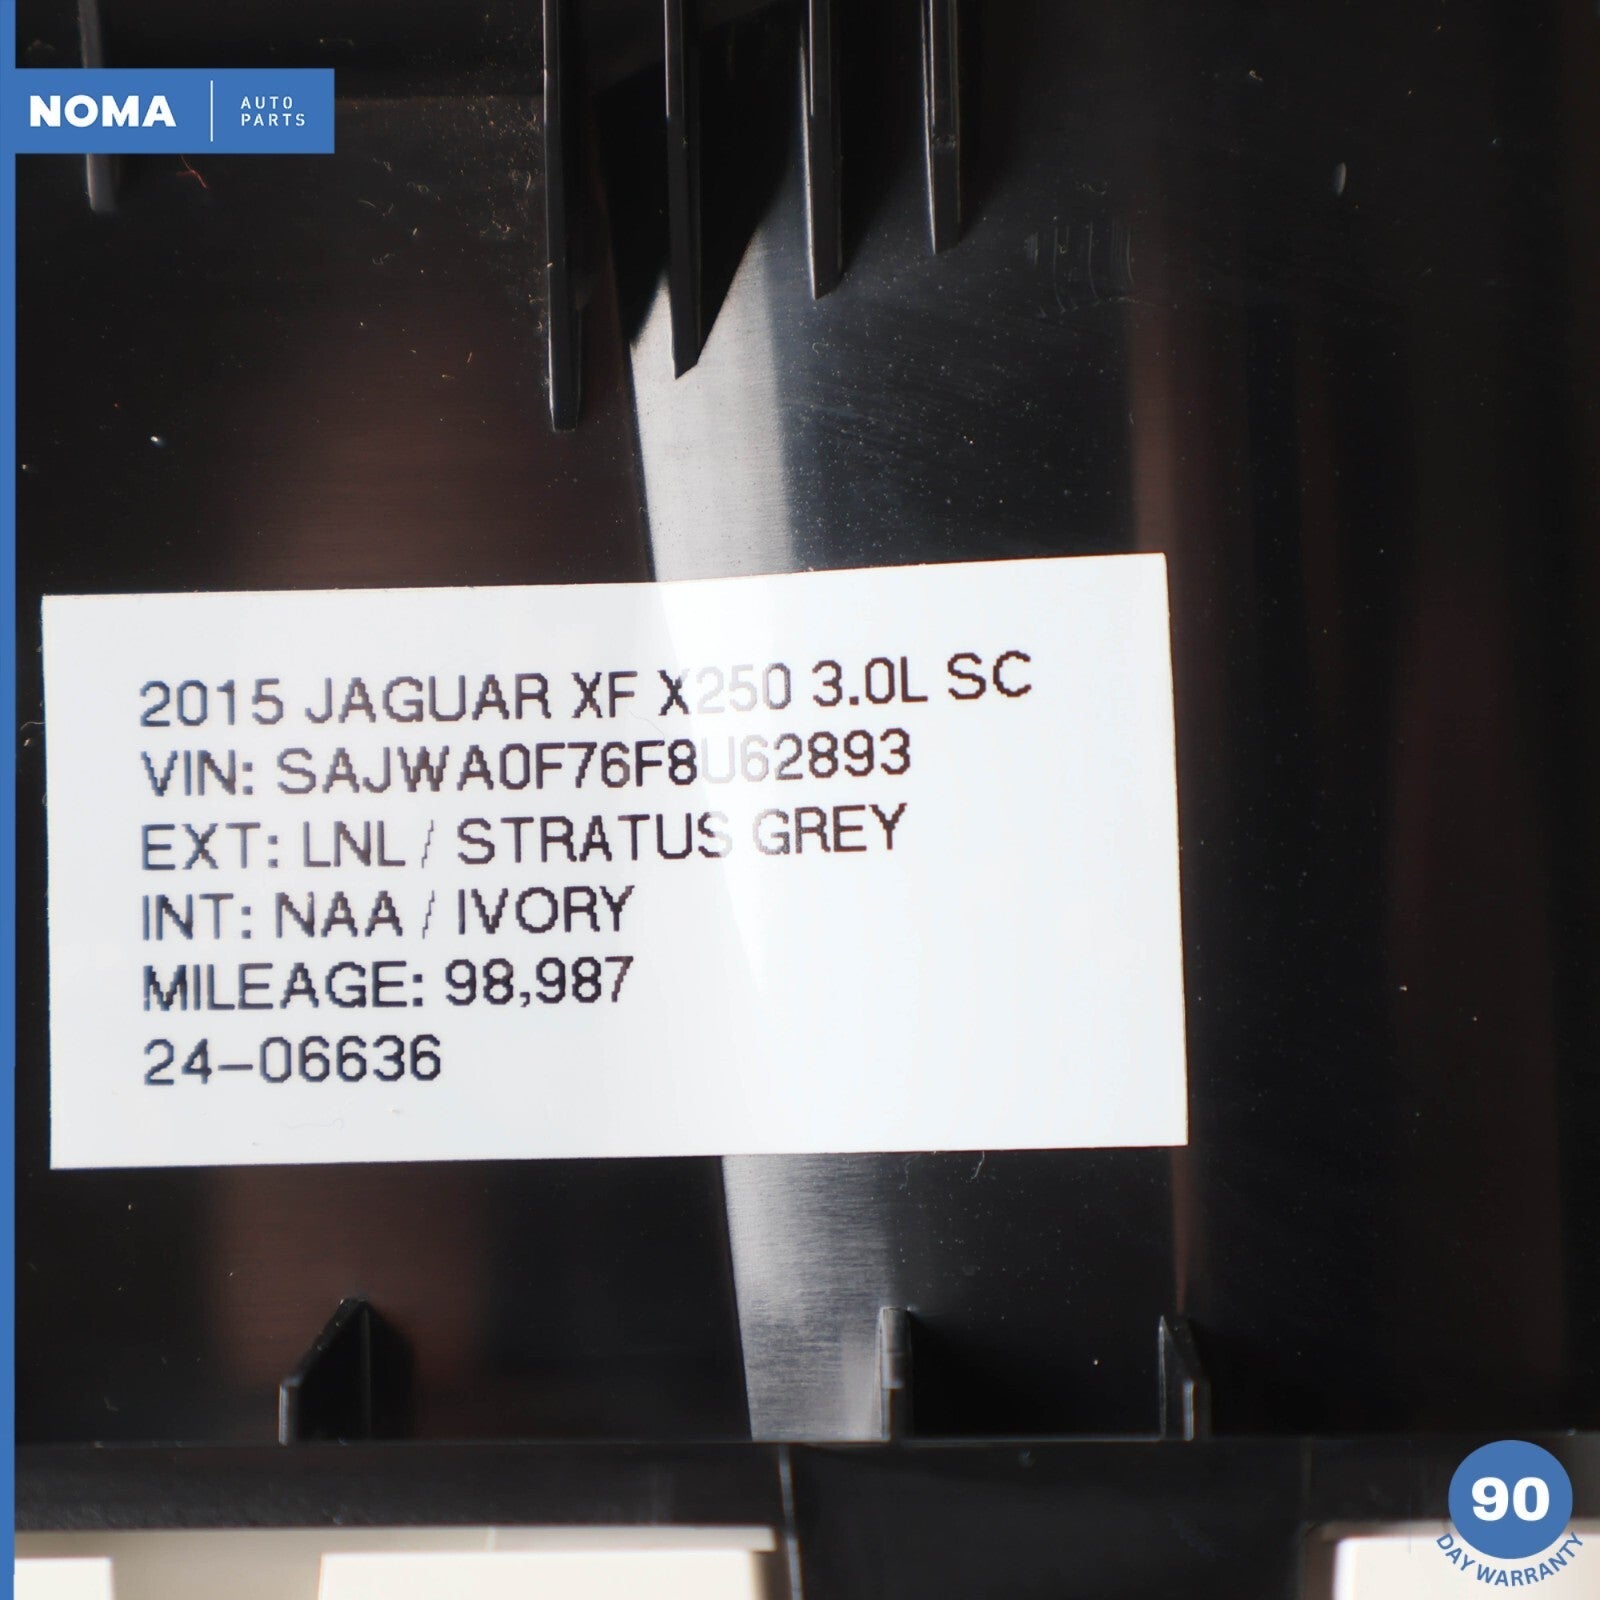 NOMA
AUTO
PARTS
2015 JAGUAR XF X250 3.0L SC
VIN: SAJWA0F76F8U62893
EXT: LNL / STRATUS GREY
INT: NAA / IVORY
MILEAGE: 98,987
24-06636
90
DAY WARRANTY